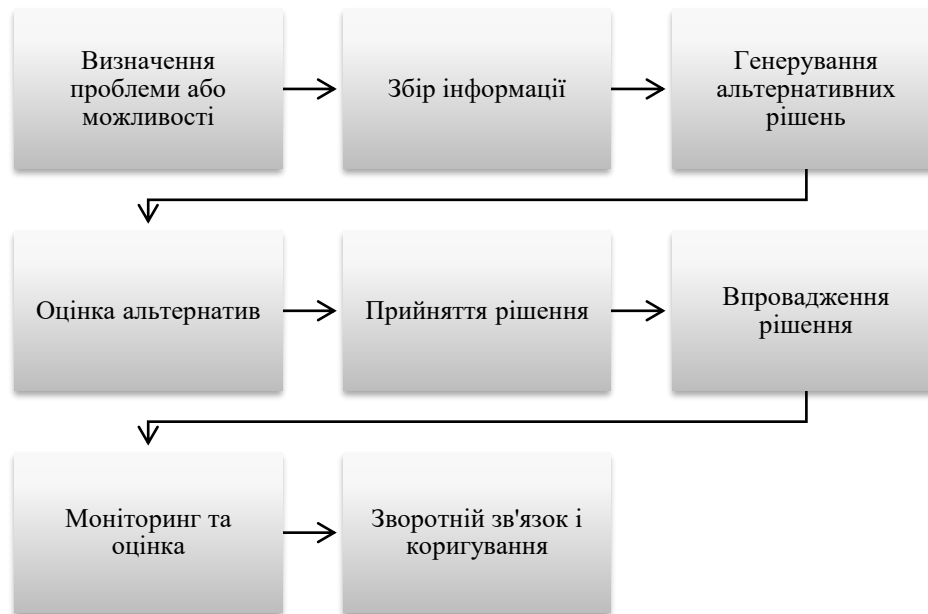 Визначення
проблеми або
можливості
Збір інформації
Генерування
альтернативних
рішень
Оцінка альтернатив
Прийняття рішення
Впровадження
рішення
Моніторинг та
оцінка
Зворотній зв'язок і
коригування